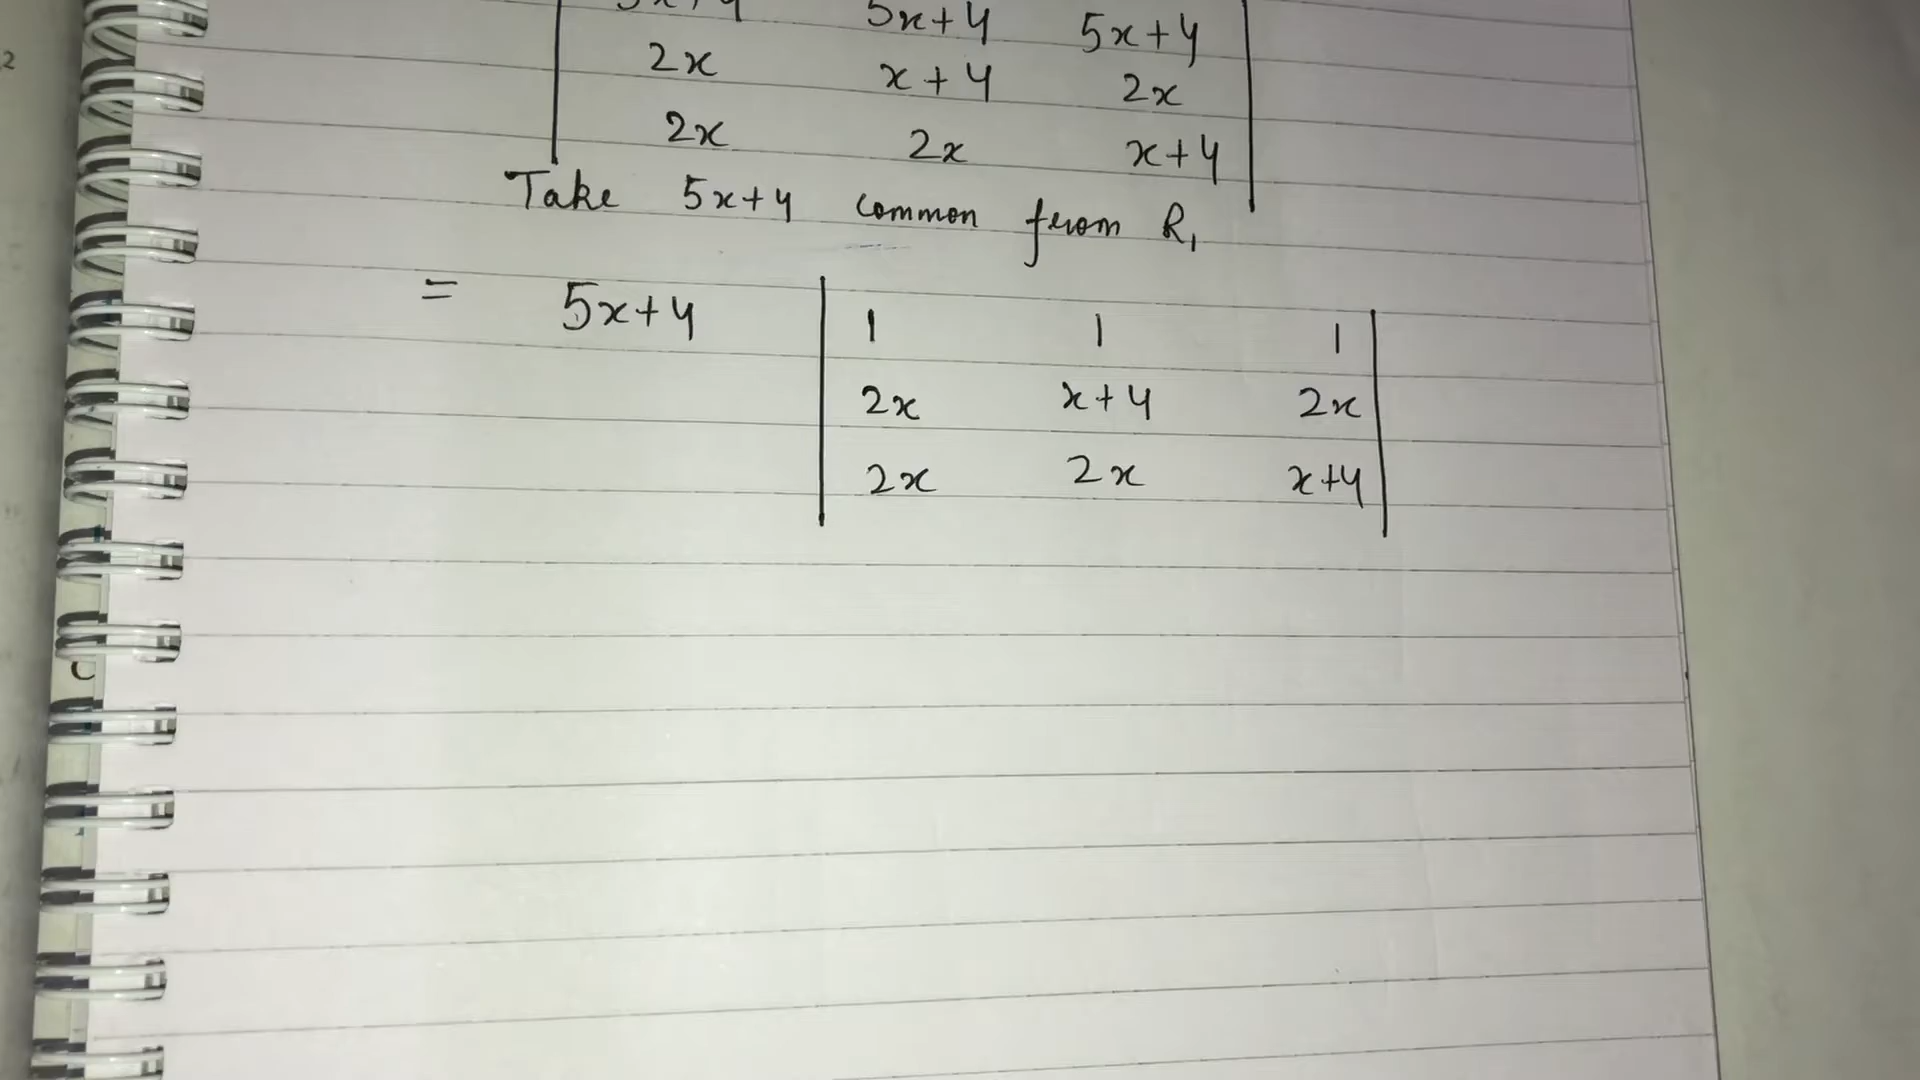 5x+4 5x+4
2x x+4 2x
2x 2x x+4
Take 5x+4 common from R₁
= 5x+4 | 1 1 1 |
2x x+4 2x
2x 2x x+4
2
C